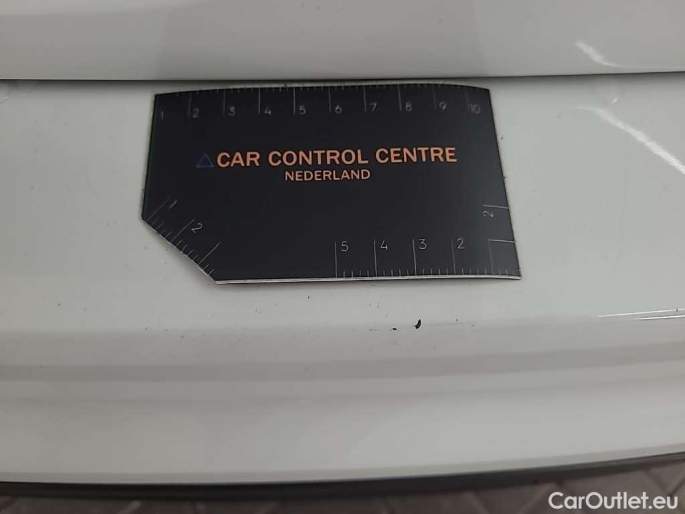 1 2 3 4 5 6 7 8 9 10
CAR CONTROL CENTRE
NEDERLAND
1 2
2
5 4 3 2
CarOutlet.eu